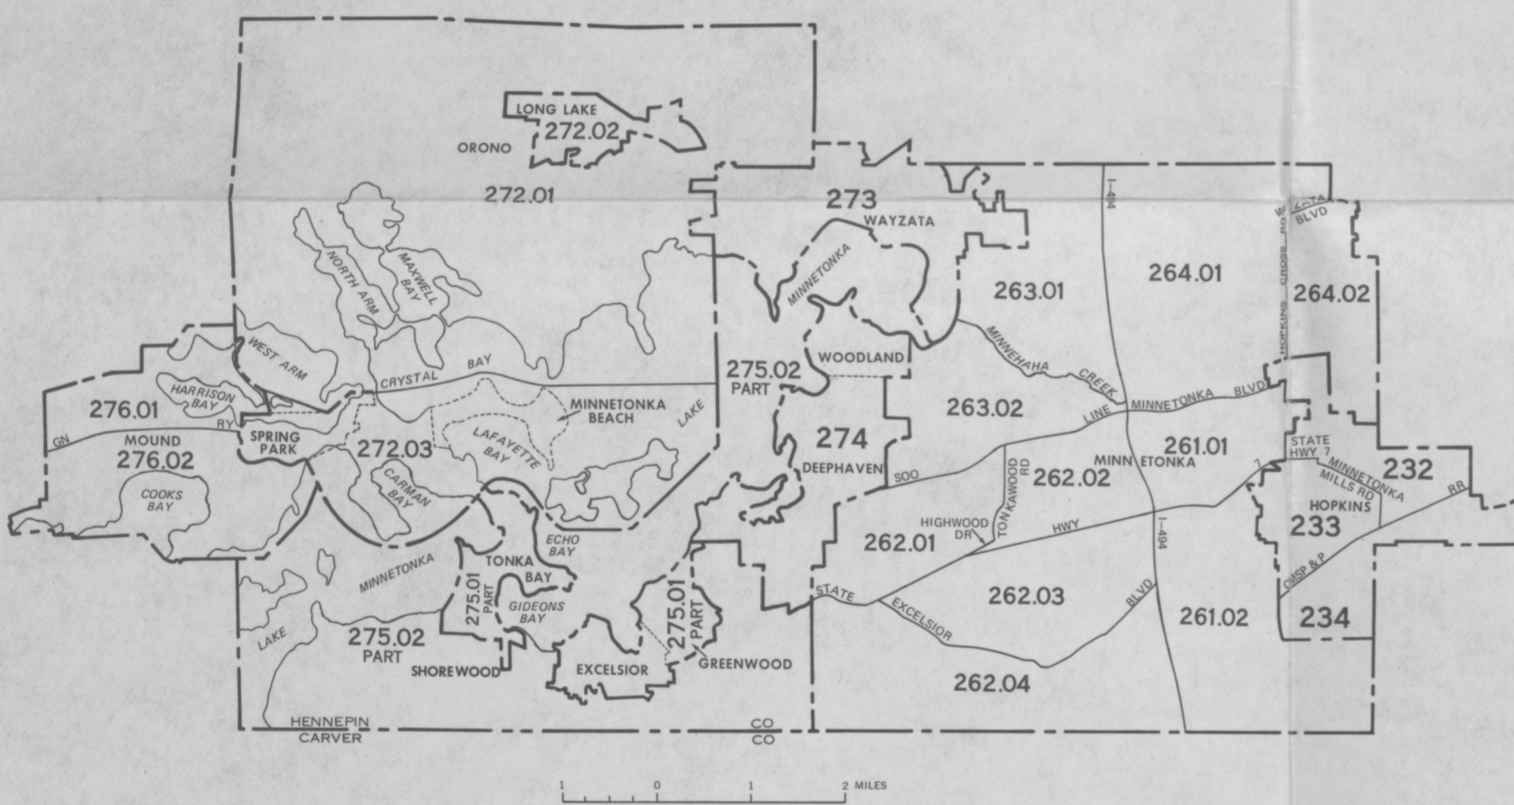 LONG LAKE
272.02
ORONO
272.01
273
WAYZATA
I-494
BLVD
HOPKINS CROSS RD
264.01
264.02
263.01
MINNETONKA
NORTH ARM
MAXWELL
BAY
WEST ARM
CRYSTAL BAY
HARRISON
BAY
276.01
GN RY
MOUND
276.02
SPRING
PARK
COOKS
BAY
272.03
CARMAN
BAY
LAFAYETTE
BAY
MINNETONKA
BEACH
LAKE
275.02
PART
WOODLAND
274
DEEPHAVEN
MINNEHAHA CREEK
263.02
SOO LINE
MINNETONKA BLVD
261.01
MINNETONKA
262.02
TONKAWOOD
RD
HIGHWOOD
DR
262.01
STATE HWY 7
STATE
HWY 7
MINNETONKA
MILLS RD
232
HOPKINS
233
RR
234
I-494
ECHO
BAY
TONKA
BAY
GIDEONS
BAY
275.01
PART
MINNETONKA
LAKE
275.02
PART
SHOREWOOD
EXCELSIOR
275.01
PART
GREENWOOD
262.03
EXCELSIOR BLVD
261.02
262.04
HENNEPIN CO
CARVER CO
1 0 1 2 MILES